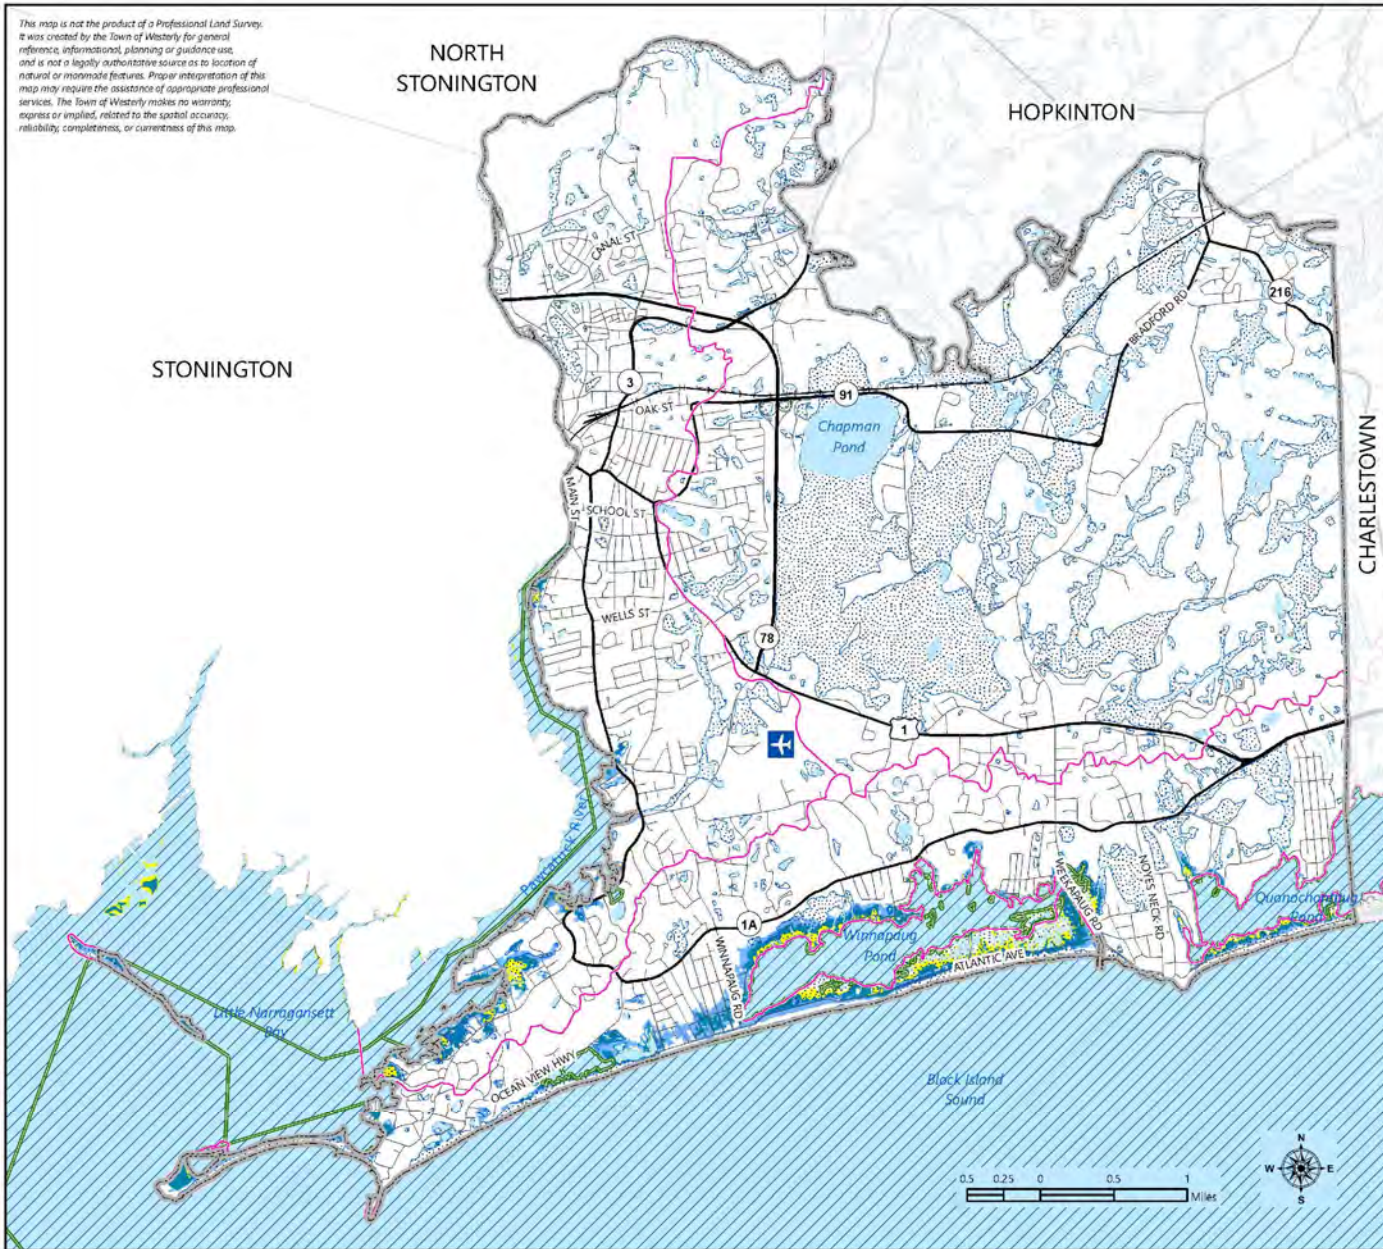 This map is not the product of a Professional Land Survey.
It was created by the Town of Westerly for general
reference, informational, planning or guidance use,
and is not a legally authoritative source as to location of
natural or manmade features. Proper interpretation of this
map may require the assistance of appropriate professional
services. The Town of Westerly makes no warranty,
express or implied, related to the spatial accuracy,
reliability, completeness, or currentness of this map.
NORTH
STONINGTON
HOPKINTON
CANAL ST
216
BRADFORD RD
STONINGTON
3
91
OAK ST
Chapman
Pond
CHARLESTOWN
MAIN ST
SCHOOL ST
WELLS ST
78
1
Pawcatuck River
WEEKAPAUG RD
NOYES NECK RD
Quanochontaug
Pond
1A
WINNAPAUG RD
Winnapaug
Pond
ATLANTIC AVE
Little Narragansett
Bay
OCEAN VIEW HWY
Block Island
Sound
N
W E
S
0.5 0.25 0 0.5 1
Miles